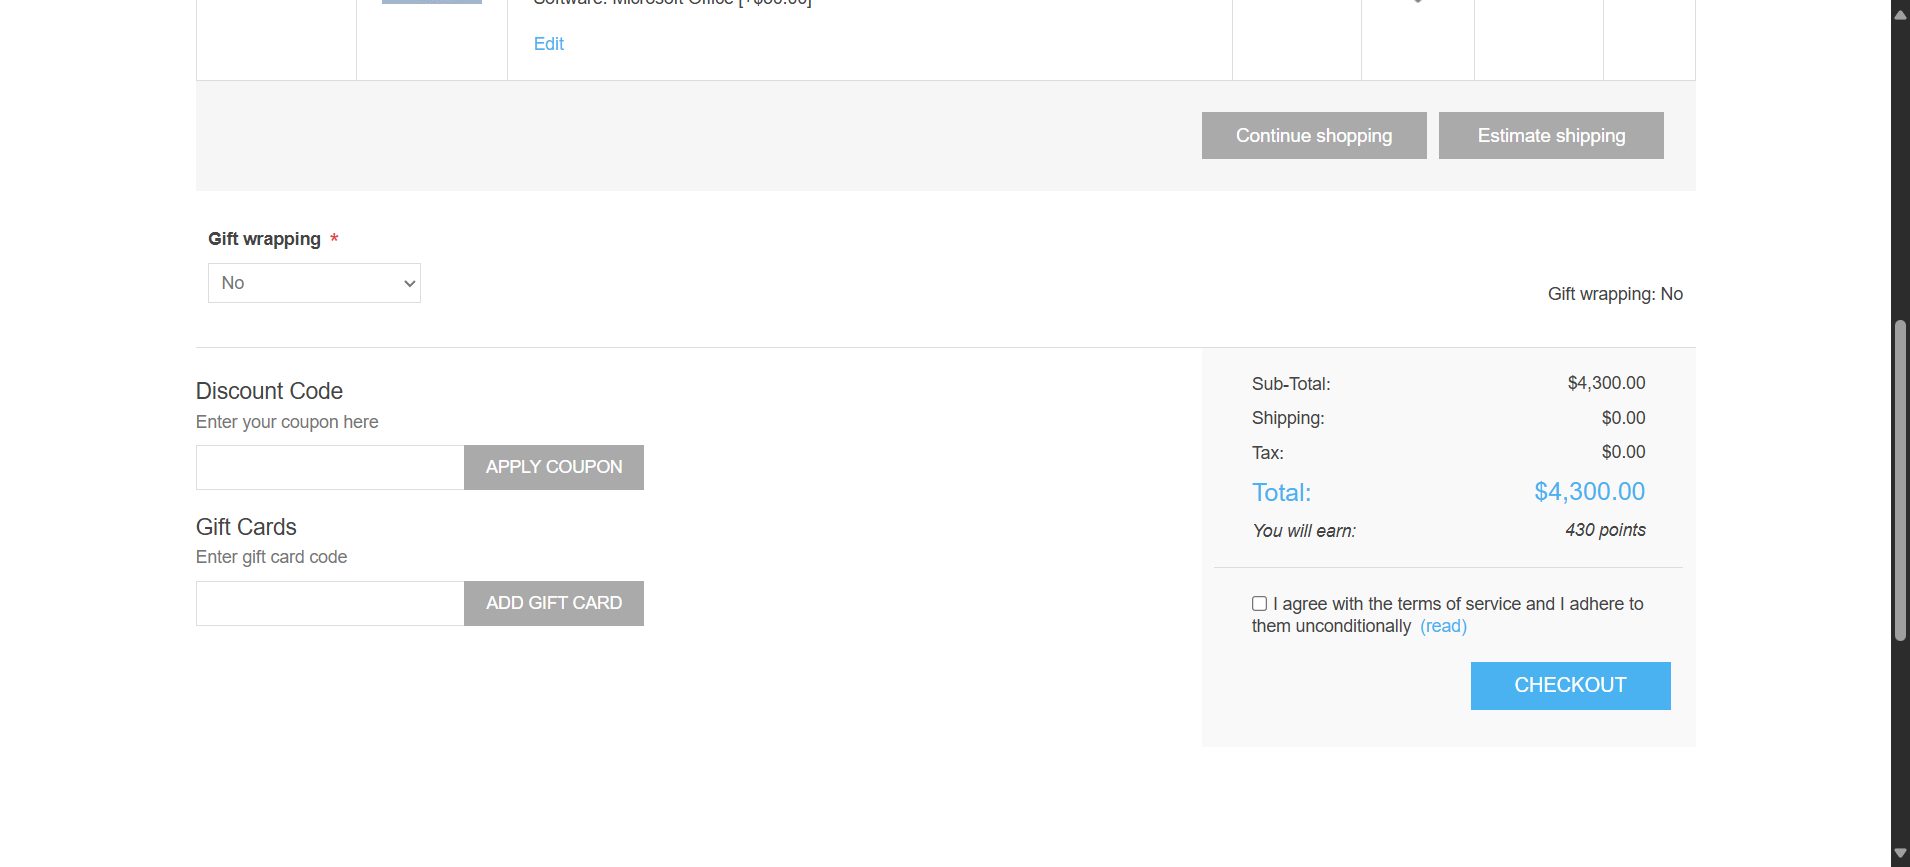 Software: Microsoft Office [+$50.00]
Edit
Continue shopping
Estimate shipping
Gift wrapping *
No
Gift wrapping: No
Discount Code
Enter your coupon here
APPLY COUPON
Gift Cards
Enter gift card code
ADD GIFT CARD
Sub-Total: $4,300.00
Shipping: $0.00
Tax: $0.00
Total: $4,300.00
You will earn: 430 points
I agree with the terms of service and I adhere to
them unconditionally (read)
CHECKOUT